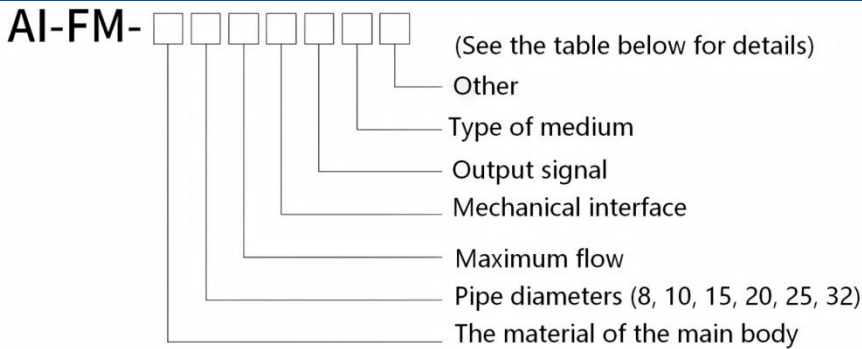 AI-FM-
(See the table below for details)
Other
Type of medium
Output signal
Mechanical interface
Maximum flow
Pipe diameters (8, 10, 15, 20, 25, 32)
The material of the main body